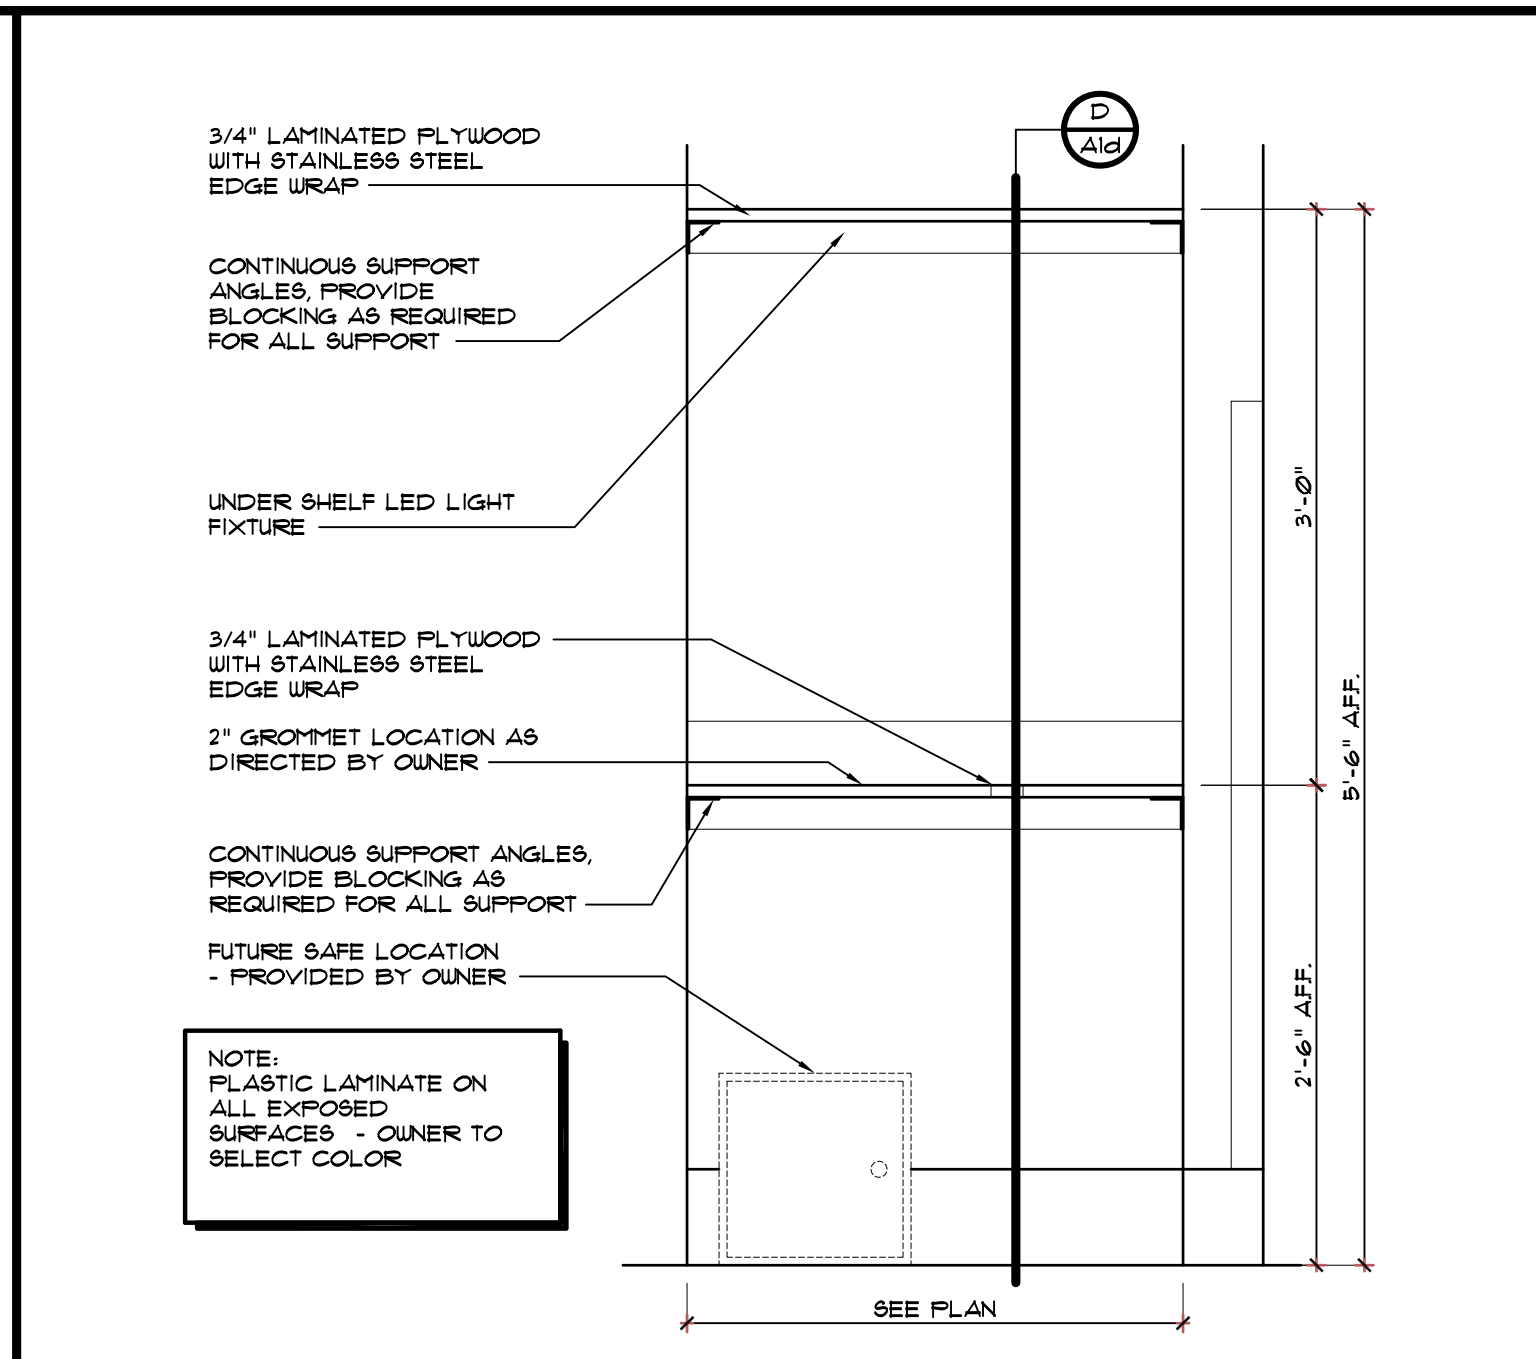 D
A1d
3/4" LAMINATED PLYWOOD
WITH STAINLESS STEEL
EDGE WRAP
CONTINUOUS SUPPORT
ANGLES, PROVIDE
BLOCKING AS REQUIRED
FOR ALL SUPPORT
UNDER SHELF LED LIGHT
FIXTURE
3/4" LAMINATED PLYWOOD
WITH STAINLESS STEEL
EDGE WRAP
2" GROMMET LOCATION AS
DIRECTED BY OWNER
CONTINUOUS SUPPORT ANGLES,
PROVIDE BLOCKING AS
REQUIRED FOR ALL SUPPORT
FUTURE SAFE LOCATION
- PROVIDED BY OWNER
NOTE:
PLASTIC LAMINATE ON
ALL EXPOSED
SURFACES - OWNER TO
SELECT COLOR
3'-0"
5'-6" A.F.F.
2'-6" A.F.F.
SEE PLAN